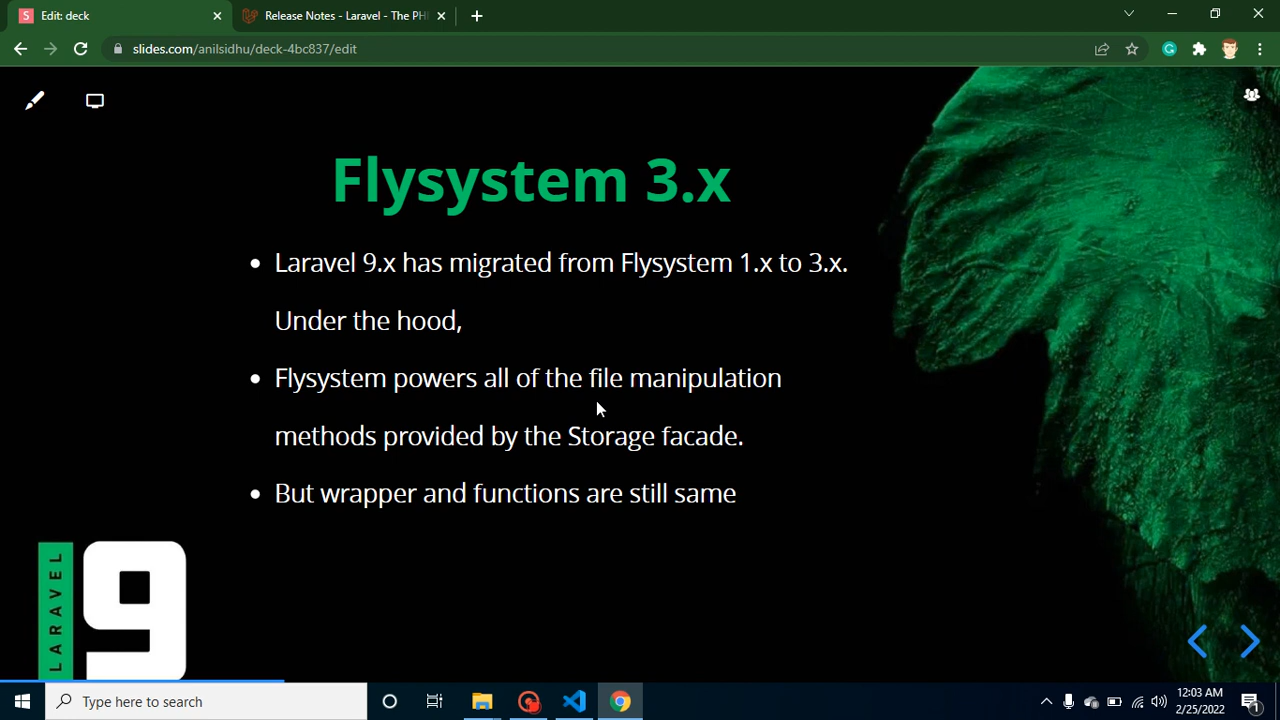 Edit: deck
Release Notes - Laravel - The PH
slides.com/anilsidhu/deck-4bc837/edit
Flysystem 3.x
Laravel 9.x has migrated from Flysystem 1.x to 3.x.
Under the hood,
Flysystem powers all of the file manipulation
methods provided by the Storage facade.
But wrapper and functions are still same
LARAVEL
9
Type here to search
12:03 AM
2/25/2022
1